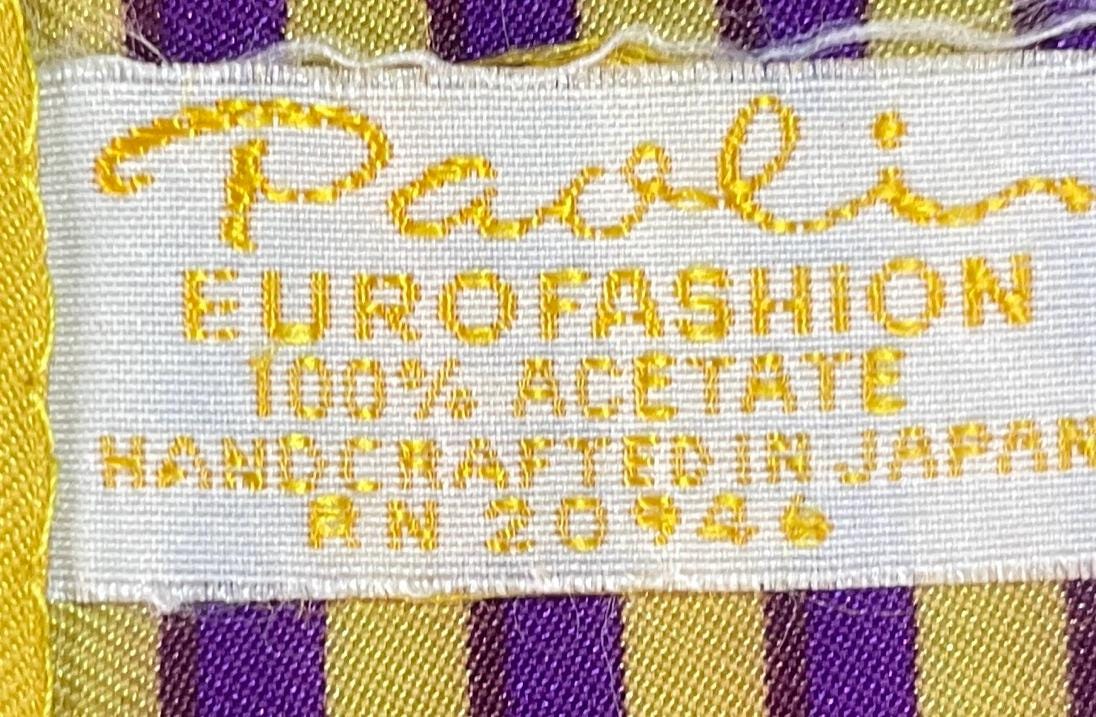 Paoli
EUROFASHION
100% ACETATE
HANDCRAFTED IN JAPAN
RN 20946